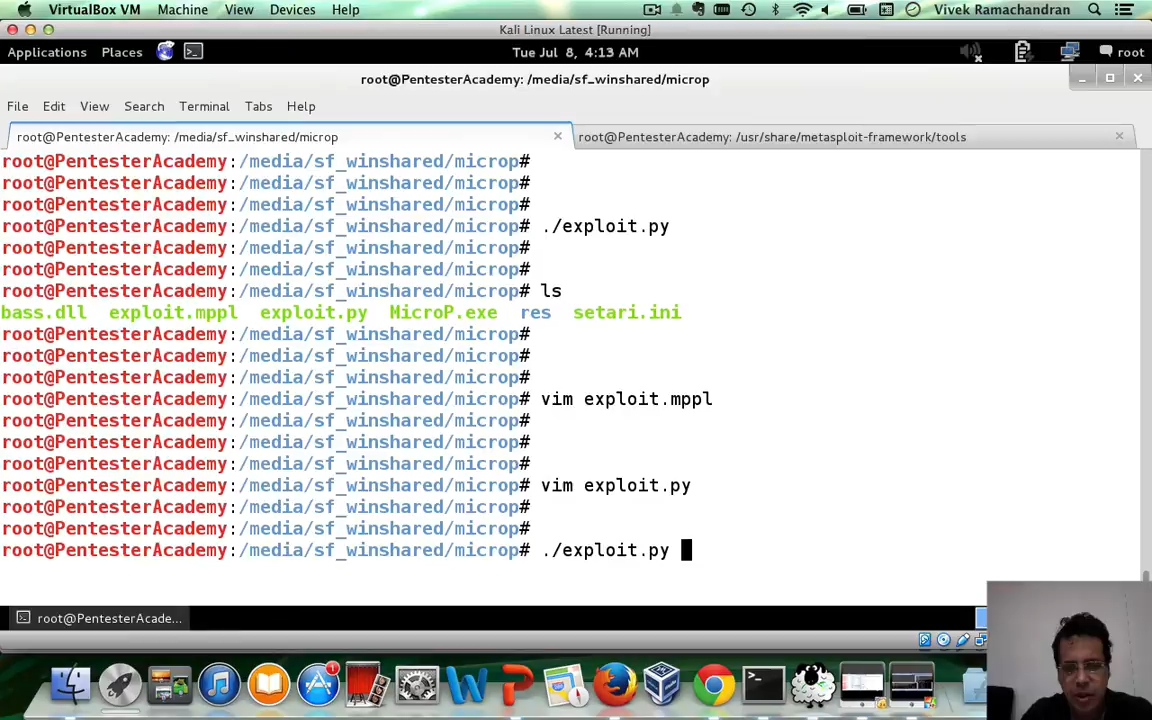 VirtualBox VM Machine View Devices Help Vivek Ramachandran
Kali Linux Latest [Running]
Applications Places Tue Jul 8, 4:13 AM root
root@PentesterAcademy: /media/sf_winshared/microp
File Edit View Search Terminal Tabs Help
root@PentesterAcademy: /media/sf_winshared/microp root@PentesterAcademy: /usr/share/metasploit-framework/tools
root@PentesterAcademy:/media/sf_winshared/microp#
root@PentesterAcademy:/media/sf_winshared/microp#
root@PentesterAcademy:/media/sf_winshared/microp#
root@PentesterAcademy:/media/sf_winshared/microp# ./exploit.py
root@PentesterAcademy:/media/sf_winshared/microp#
root@PentesterAcademy:/media/sf_winshared/microp#
root@PentesterAcademy:/media/sf_winshared/microp# ls
bass.dll exploit.mppl exploit.py MicroP.exe res setari.ini
root@PentesterAcademy:/media/sf_winshared/microp#
root@PentesterAcademy:/media/sf_winshared/microp#
root@PentesterAcademy:/media/sf_winshared/microp#
root@PentesterAcademy:/media/sf_winshared/microp# vim exploit.mppl
root@PentesterAcademy:/media/sf_winshared/microp#
root@PentesterAcademy:/media/sf_winshared/microp#
root@PentesterAcademy:/media/sf_winshared/microp#
root@PentesterAcademy:/media/sf_winshared/microp# vim exploit.py
root@PentesterAcademy:/media/sf_winshared/microp#
root@PentesterAcademy:/media/sf_winshared/microp#
root@PentesterAcademy:/media/sf_winshared/microp# ./exploit.py
root@PentesterAcade...
1